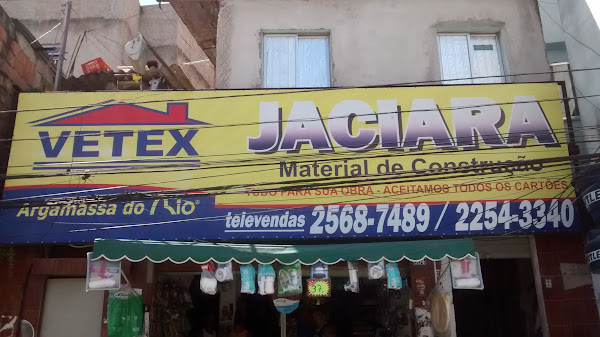 VETEX
Argamassa do Rio
JACIARA
Material de Construção
TUDO PARA SUA OBRA - ACEITAMOS TODOS OS CARTÕES
televendas 2568-7489 / 2254-3340